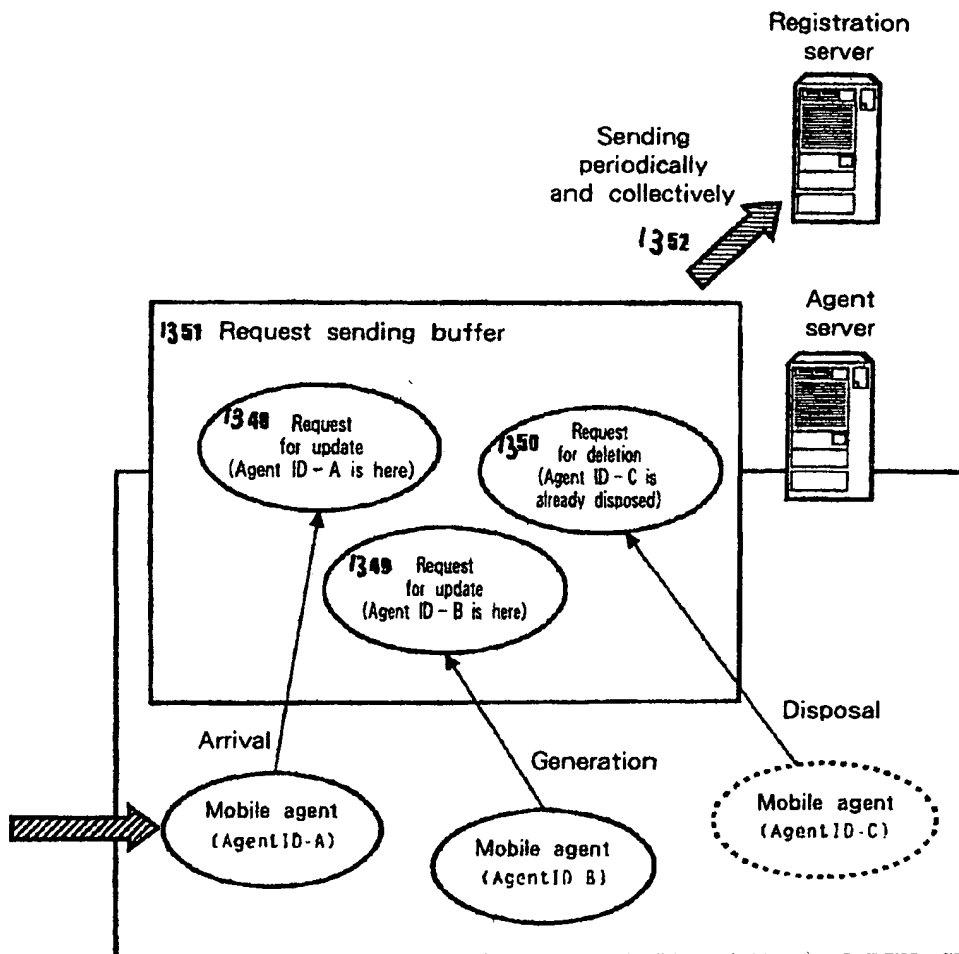 Registration
server
Sending
periodically
and collectively
1352
Agent
server
1351 Request sending buffer
1348 Request
for update
(Agent ID - A is here)
1350 Request
for deletion
(Agent ID - C is
already disposed)
1349 Request
for update
(Agent ID - B is here)
Arrival
Generation
Disposal
Mobile agent
(AgentID-A)
Mobile agent
(AgentID B)
Mobile agent
(AgentID-C)